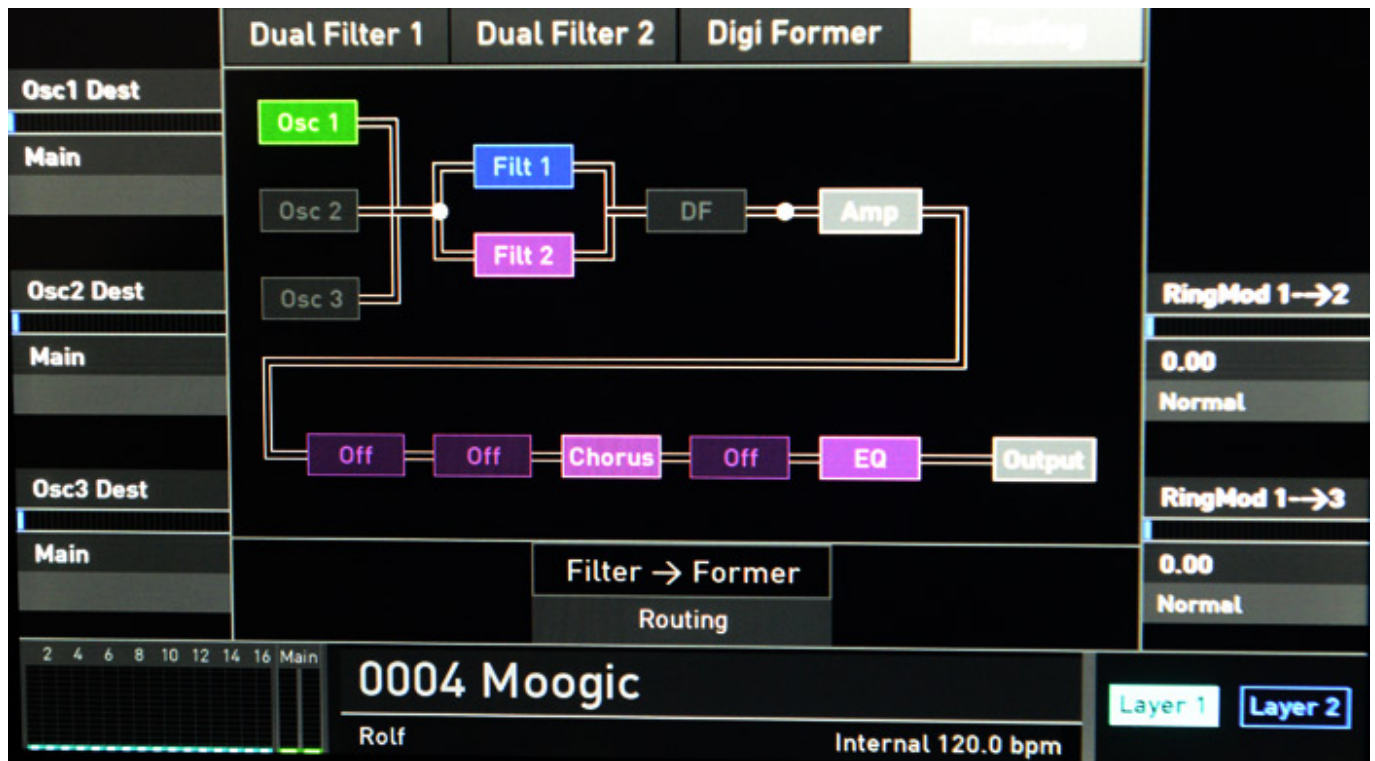 Dual Filter 1 Dual Filter 2 Digi Former Routing
Osc1 Dest
Main
Osc2 Dest
Main
Osc3 Dest
Main
Osc 1
Osc 2
Osc 3
Filt 1
Filt 2
DF
Amp
Off Off Chorus Off EQ Output
RingMod 1-->2
0.00
Normal
RingMod 1-->3
0.00
Normal
Filter → Former
Routing
2 4 6 8 10 12 14 16 Main
0004 Moogic
Rolf
Internal 120.0 bpm
Layer 1 Layer 2